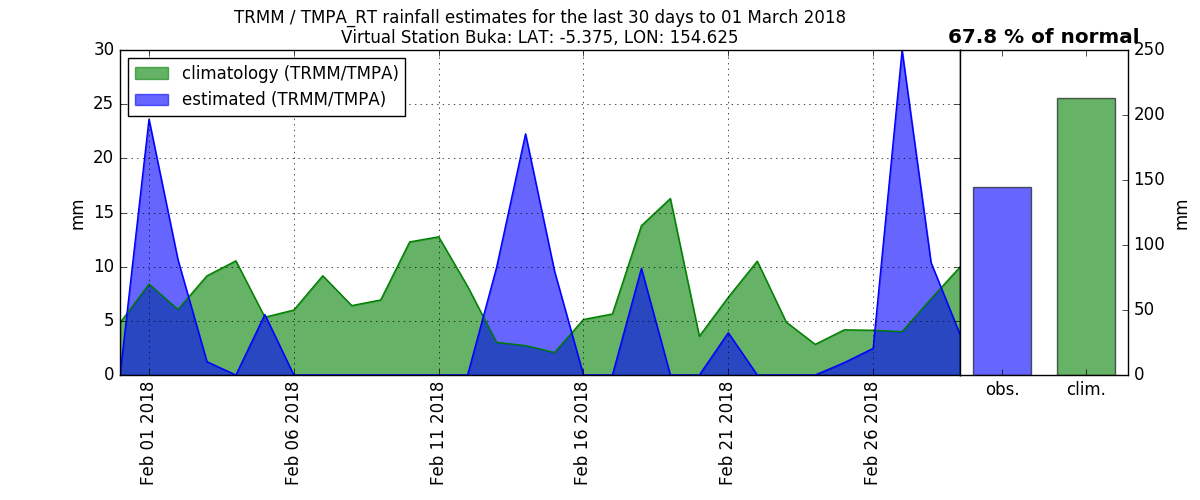 TRMM / TMPA_RT rainfall estimates for the last 30 days to 01 March 2018
Virtual Station Buka: LAT: -5.375, LON: 154.625
67.8 % of normal
climatology (TRMM/TMPA)
estimated (TRMM/TMPA)
30
25
20
15
10
5
0
mm
Feb 01 2018
Feb 06 2018
Feb 11 2018
Feb 16 2018
Feb 21 2018
Feb 26 2018
obs.
clim.
250
200
150
100
50
0
mm